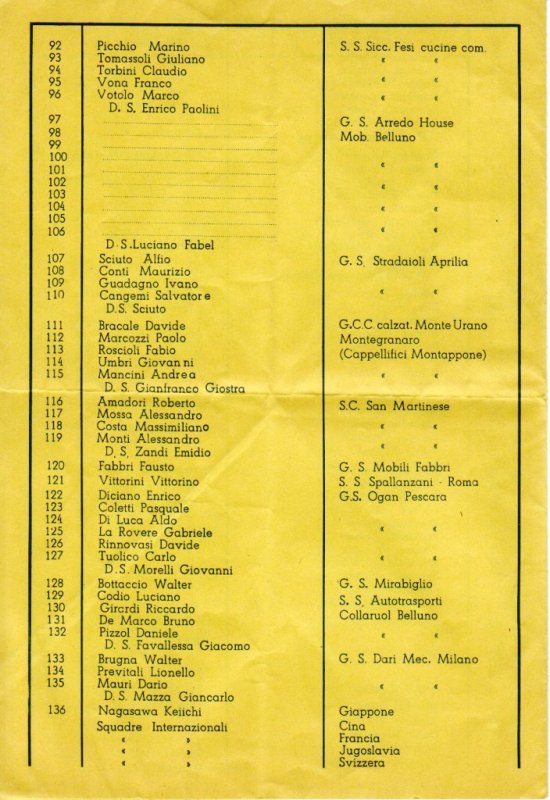 92 Picchio Marino S. S. Sicc. Fesi cucine com.
93 Tomassoli Giuliano « «
94 Torbini Claudio « «
95 Vona Franco « «
96 Votolo Marco « «
D. S. Enrico Paolini
97 G. S. Arredo House
98 Mob. Belluno
99
100
101 « «
102 « «
103
104 « «
105
106 « «
D S .Luciano Fabel
107 Sciuto Alfio G. S. Stradaioli Aprilia
108 Conti Maurizio
109 Guadagno Ivano
110 Cangemi Salvatore « «
D.S. Sciuto
111 Bracale Davide G.C.C. calzat. Monte Urano
112 Marcozzi Paolo Montegranaro
113 Roscioli Fabio (Cappellifici Montappone)
114 Umbri Giovanni
115 Mancini Andrea « «
D. S. Gianfranco Giostra
116 Amadori Roberto S.C. San Martinese
117 Mossa Alessandro
118 Costa Massimiliano « «
119 Monti Alessandro « «
D. S. Zandi Emidio
120 Fabbri Fausto G. S. Mobili Fabbri
121 Vittorini Vittorino S. S Spallanzani - Roma
122 Diciano Enrico G.S. Ogan Pescara
123 Coletti Pasquale
124 Di Luca Aldo
125 La Rovere Gabriele « «
126 Rinnovasi Davide
127 Tuolico Carlo « «
D.S. Morelli Giovanni
128 Bottaccio Walter G. S. Mirabiglio
129 Codio Luciano
130 Girardi Riccardo S. S. Autotrasporti
131 De Marco Bruno Collaruol Belluno
132 Pizzol Daniele « «
D. S. Favallessa Giacomo
133 Brugna Walter G. S. Dari Mec. Milano
134 Previtali Lionello
135 Mauri Dario « «
D. S. Mazza Giancarlo
136 Nagasawa Keiichi Giappone
Squadre Internazionali Cina
« » Francia
« » Jugoslavia
« » Svizzera